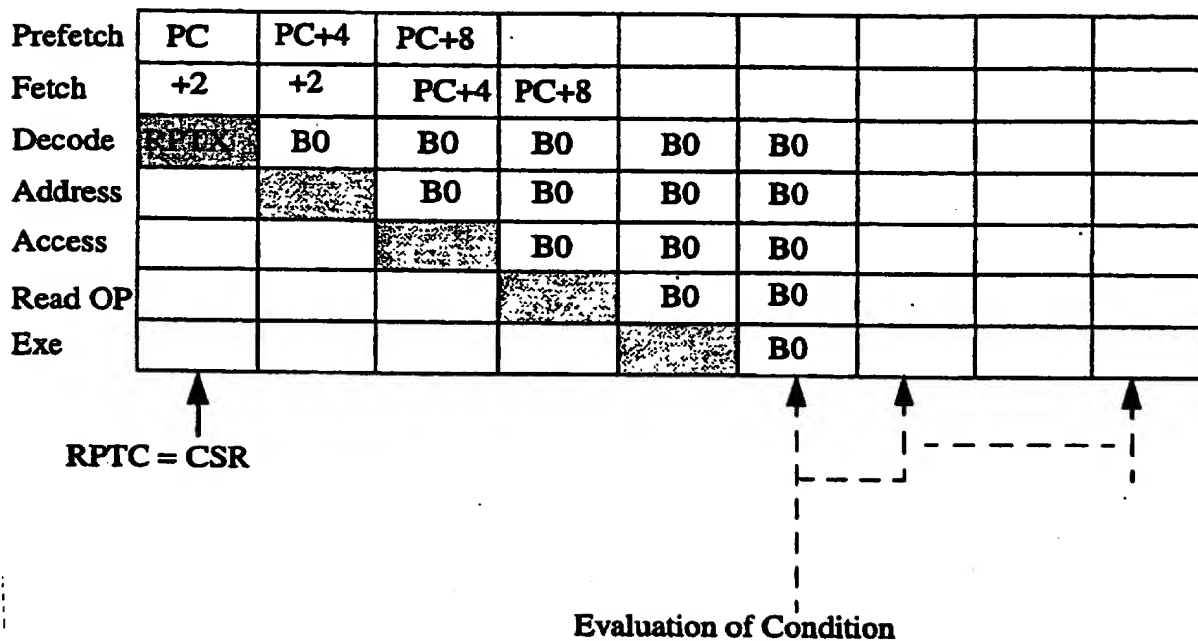 Prefetch PC PC+4 PC+8
Fetch +2 +2 PC+4 PC+8
Decode RPTX B0 B0 B0 B0 B0
Address B0 B0 B0 B0
Access B0 B0 B0
Read OP B0 B0
Exe B0
RPTC = CSR
Evaluation of Condition